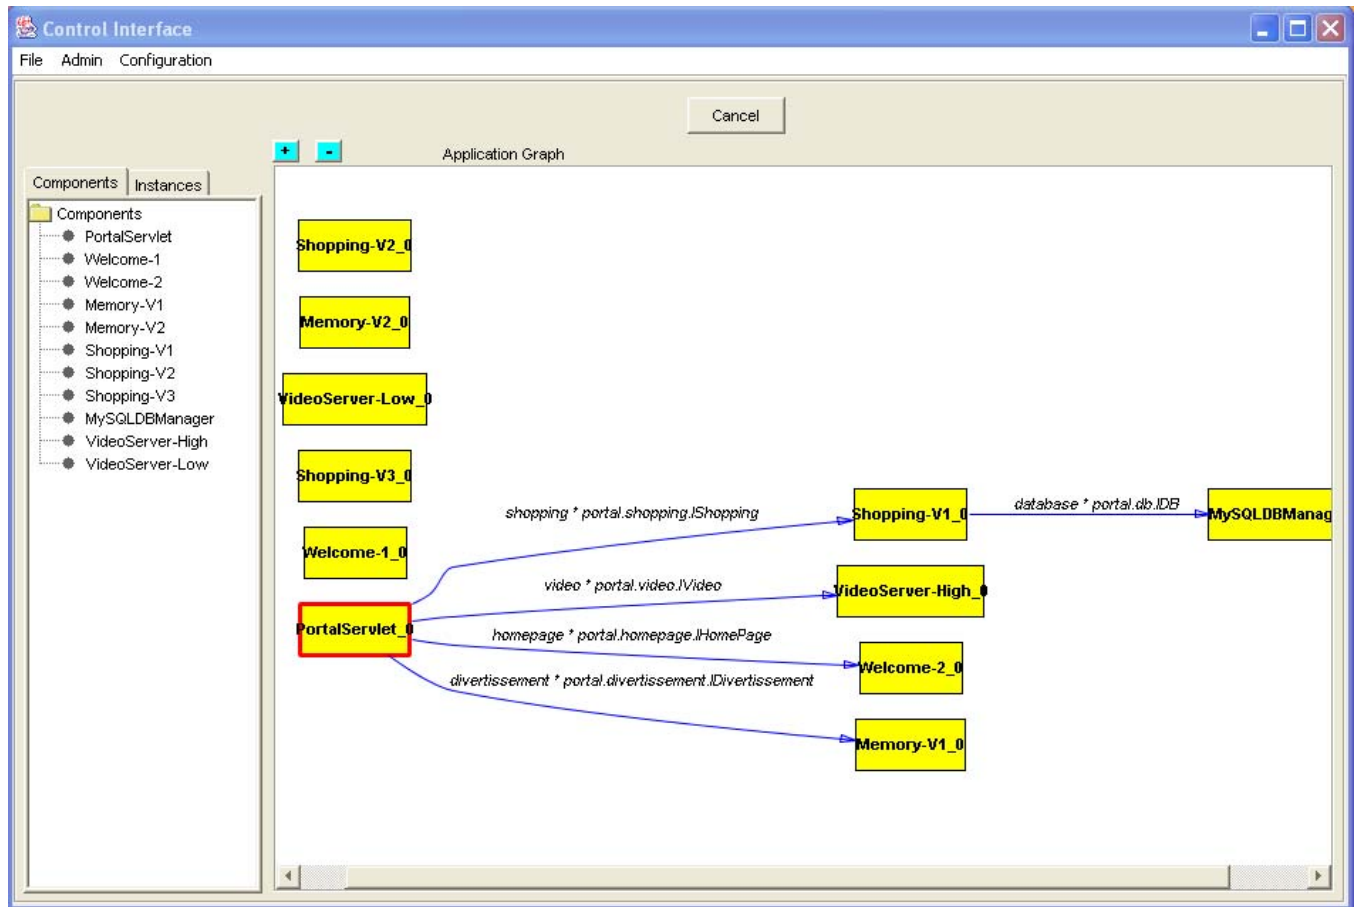 Control Interface
File Admin Configuration
Cancel
+ - Application Graph
Components Instances
Components
PortalServlet
Welcome-1
Welcome-2
Memory-V1
Memory-V2
Shopping-V1
Shopping-V2
Shopping-V3
MySQLDBManager
VideoServer-High
VideoServer-Low
Shopping-V2_0
Memory-V2_0
VideoServer-Low_0
Shopping-V3_0
Welcome-1_0
PortalServlet_0
shopping * portal.shopping.IShopping
video * portal.video.IVideo
homepage * portal.homepage.IHomePage
divertissement * portal.divertissement.IDivertissement
Shopping-V1_0
VideoServer-High_0
Welcome-2_0
Memory-V1_0
database * portal.db.IDB
MySQLDBManag